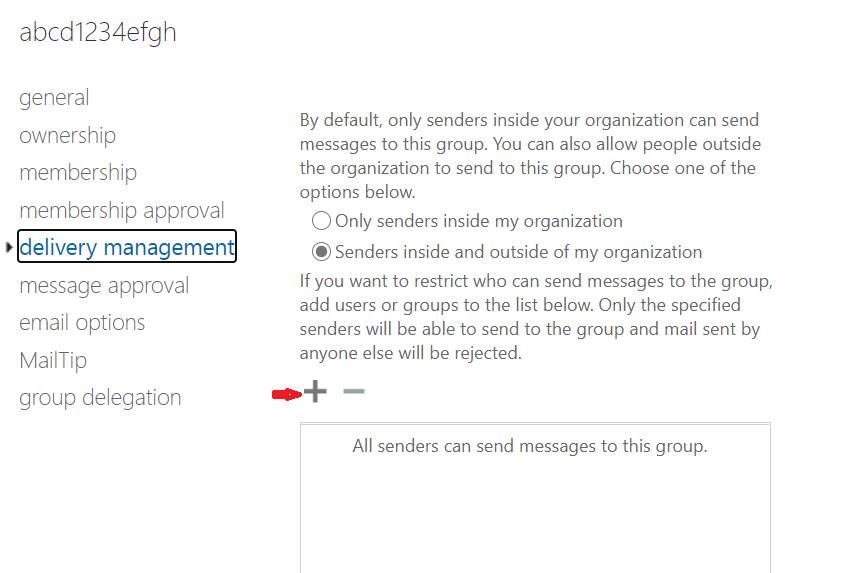 abcd1234efgh
general
ownership
membership
membership approval
delivery management
message approval
email options
MailTip
group delegation
By default, only senders inside your organization can send
messages to this group. You can also allow people outside
the organization to send to this group. Choose one of the
options below.
Only senders inside my organization
Senders inside and outside of my organization
If you want to restrict who can send messages to the group,
add users or groups to the list below. Only the specified
senders will be able to send to the group and mail sent by
anyone else will be rejected.
All senders can send messages to this group.